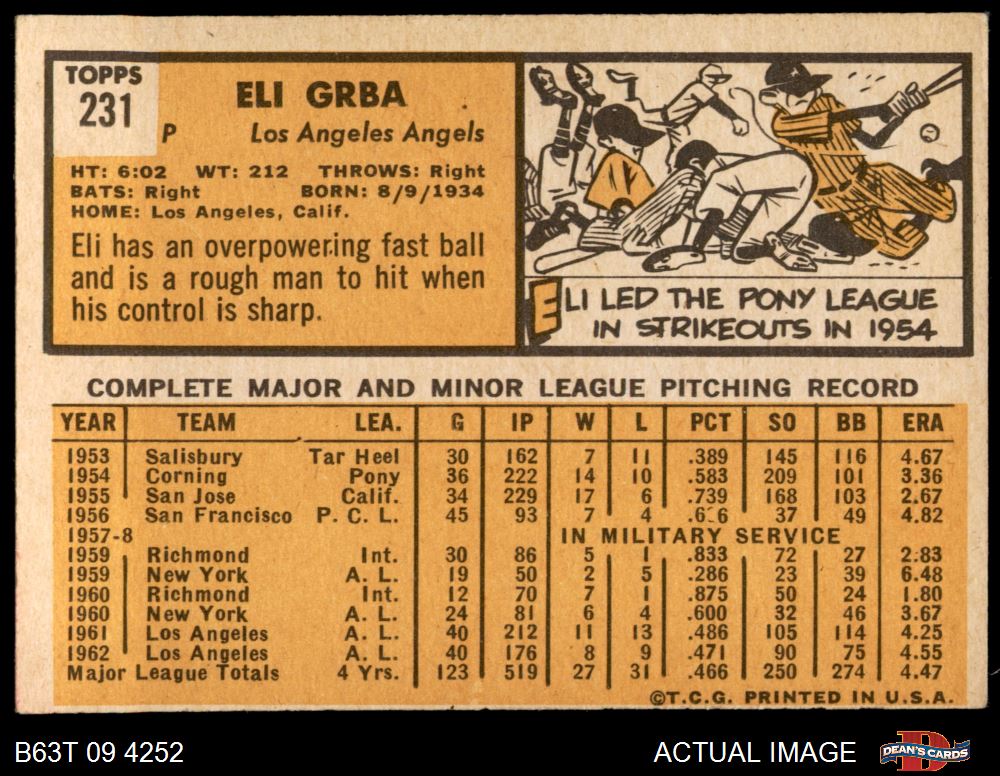 TOPPS
231
ELI GRBA
P Los Angeles Angels
HT: 6:02 WT: 212 THROWS: Right
BATS: Right BORN: 8/9/1934
HOME: Los Angeles, Calif.
Eli has an overpowering fast ball
and is a rough man to hit when
his control is sharp.
ELI LED THE PONY LEAGUE
IN STRIKEOUTS IN 1954
COMPLETE MAJOR AND MINOR LEAGUE PITCHING RECORD
YEAR TEAM LEA. G IP W L PCT SO BB ERA
1953 Salisbury Tar Heel 30 162 7 11 .389 145 116 4.67
1954 Corning Pony 36 222 14 10 .583 209 101 3.36
1955 San Jose Calif. 34 229 17 6 .739 168 103 2.67
1956 San Francisco P. C. L. 45 93 7 4 37 49 4.82
1957-8 IN MILITARY SERVICE
1959 Richmond Int. 30 86 5 1 .833 72 27 2.83
1959 New York A. L. 19 50 2 5 .286 23 39 6.48
1960 Richmond Int. 12 70 7 1 .875 50 24 1.80
1960 New York A. L. 24 81 6 4 .600 32 46 3.67
1961 Los Angeles A. L. 40 212 11 13 .486 105 114 4.25
1962 Los Angeles A. L. 40 176 8 9 .471 90 75 4.55
Major League Totals 4 Yrs. 123 519 27 31 .466 250 274 4.47
©T.C.G. PRINTED IN U.S.A.
B63T 09 4252 ACTUAL IMAGE DEAN'S CARDS